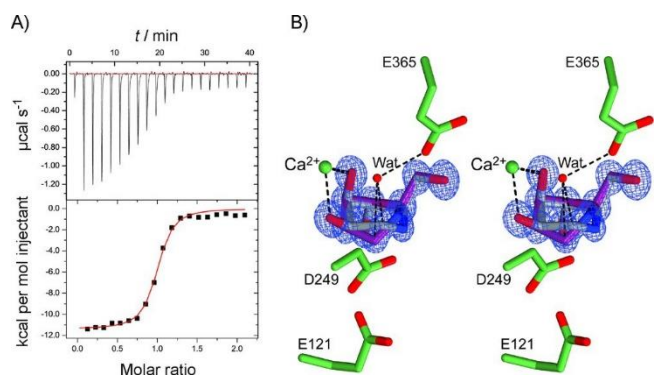 A)
t / min
0 10 20 30 40
0.00
-0.20
-0.40
-0.60
-0.80
-1.00
-1.20
µcal s⁻¹
0.0
-2.0
-4.0
-6.0
-8.0
-10.0
-12.0
kcal per mol injectant
0.0 0.5 1.0 1.5 2.0
Molar ratio
B)
E365 E365
Ca²⁺ Wat Ca²⁺ Wat
D249 D249
E121 E121